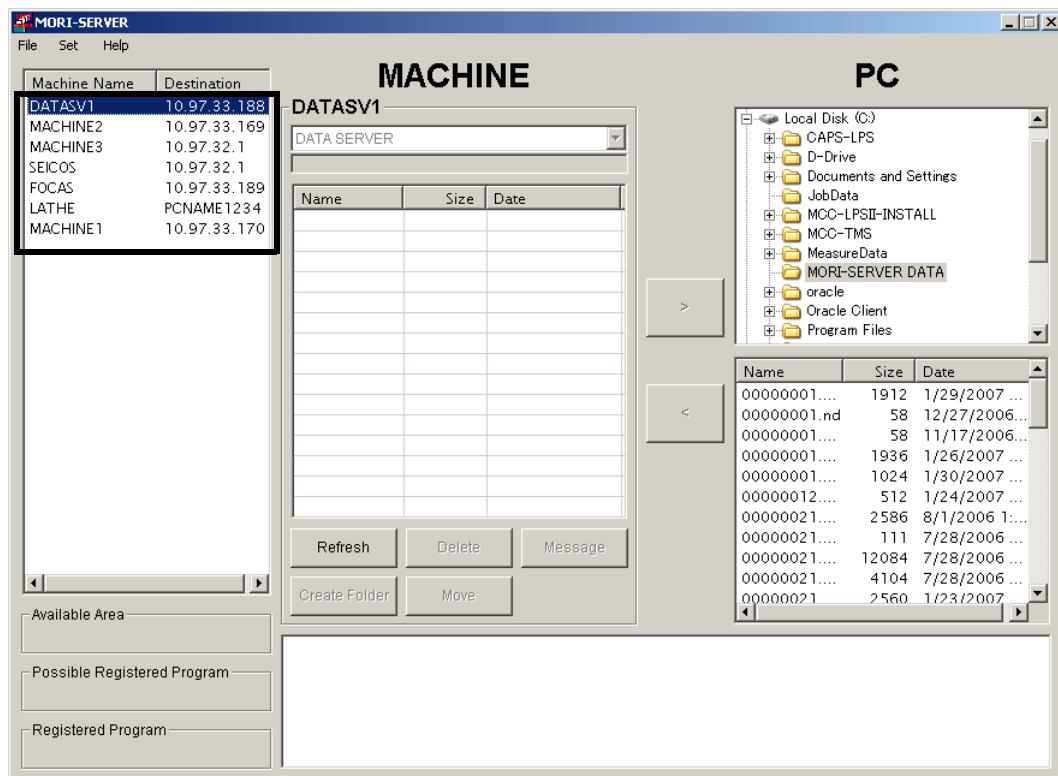 MORI-SERVER
File Set Help
Machine Name Destination
DATASV1 10.97.33.188
MACHINE2 10.97.33.169
MACHINE3 10.97.32.1
SEICOS 10.97.32.1
FOCAS 10.97.33.189
LATHE PCNAME1234
MACHINE1 10.97.33.170
Available Area
Possible Registered Program
Registered Program
MACHINE
DATASV1
DATA SERVER
Name Size Date
Refresh Delete Message
Create Folder Move
>
<
PC
Local Disk (C:)
CAPS-LPS
D-Drive
Documents and Settings
JobData
MCC-LPSII-INSTALL
MCC-TMS
MeasureData
MORI-SERVER DATA
oracle
Oracle Client
Program Files
Name Size Date
00000001.... 1912 1/29/2007 ...
00000001.nd 58 12/27/2006...
00000001.... 58 11/17/2006...
00000001.... 1936 1/26/2007 ...
00000001.... 1024 1/30/2007 ...
00000012.... 512 1/24/2007 ...
00000021.... 2586 8/1/2006 1:...
00000021.... 111 7/28/2006 ...
00000021.... 12084 7/28/2006 ...
00000021.... 4104 7/28/2006 ...
00000021 2560 1/23/2007